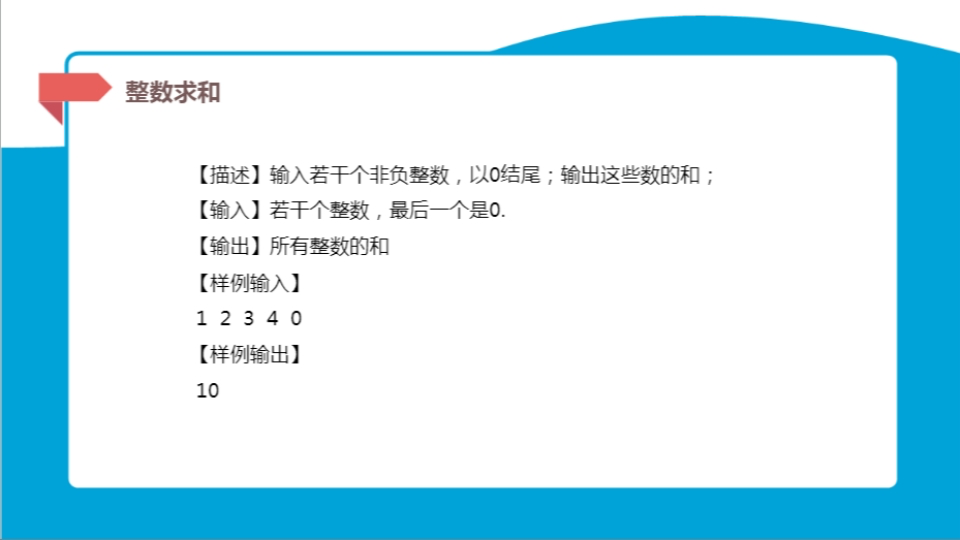 整数求和
【描述】输入若干个非负整数，以0结尾；输出这些数的和；
【输入】若干个整数，最后一个是0.
【输出】所有整数的和
【样例输入】
1 2 3 4 0
【样例输出】
10